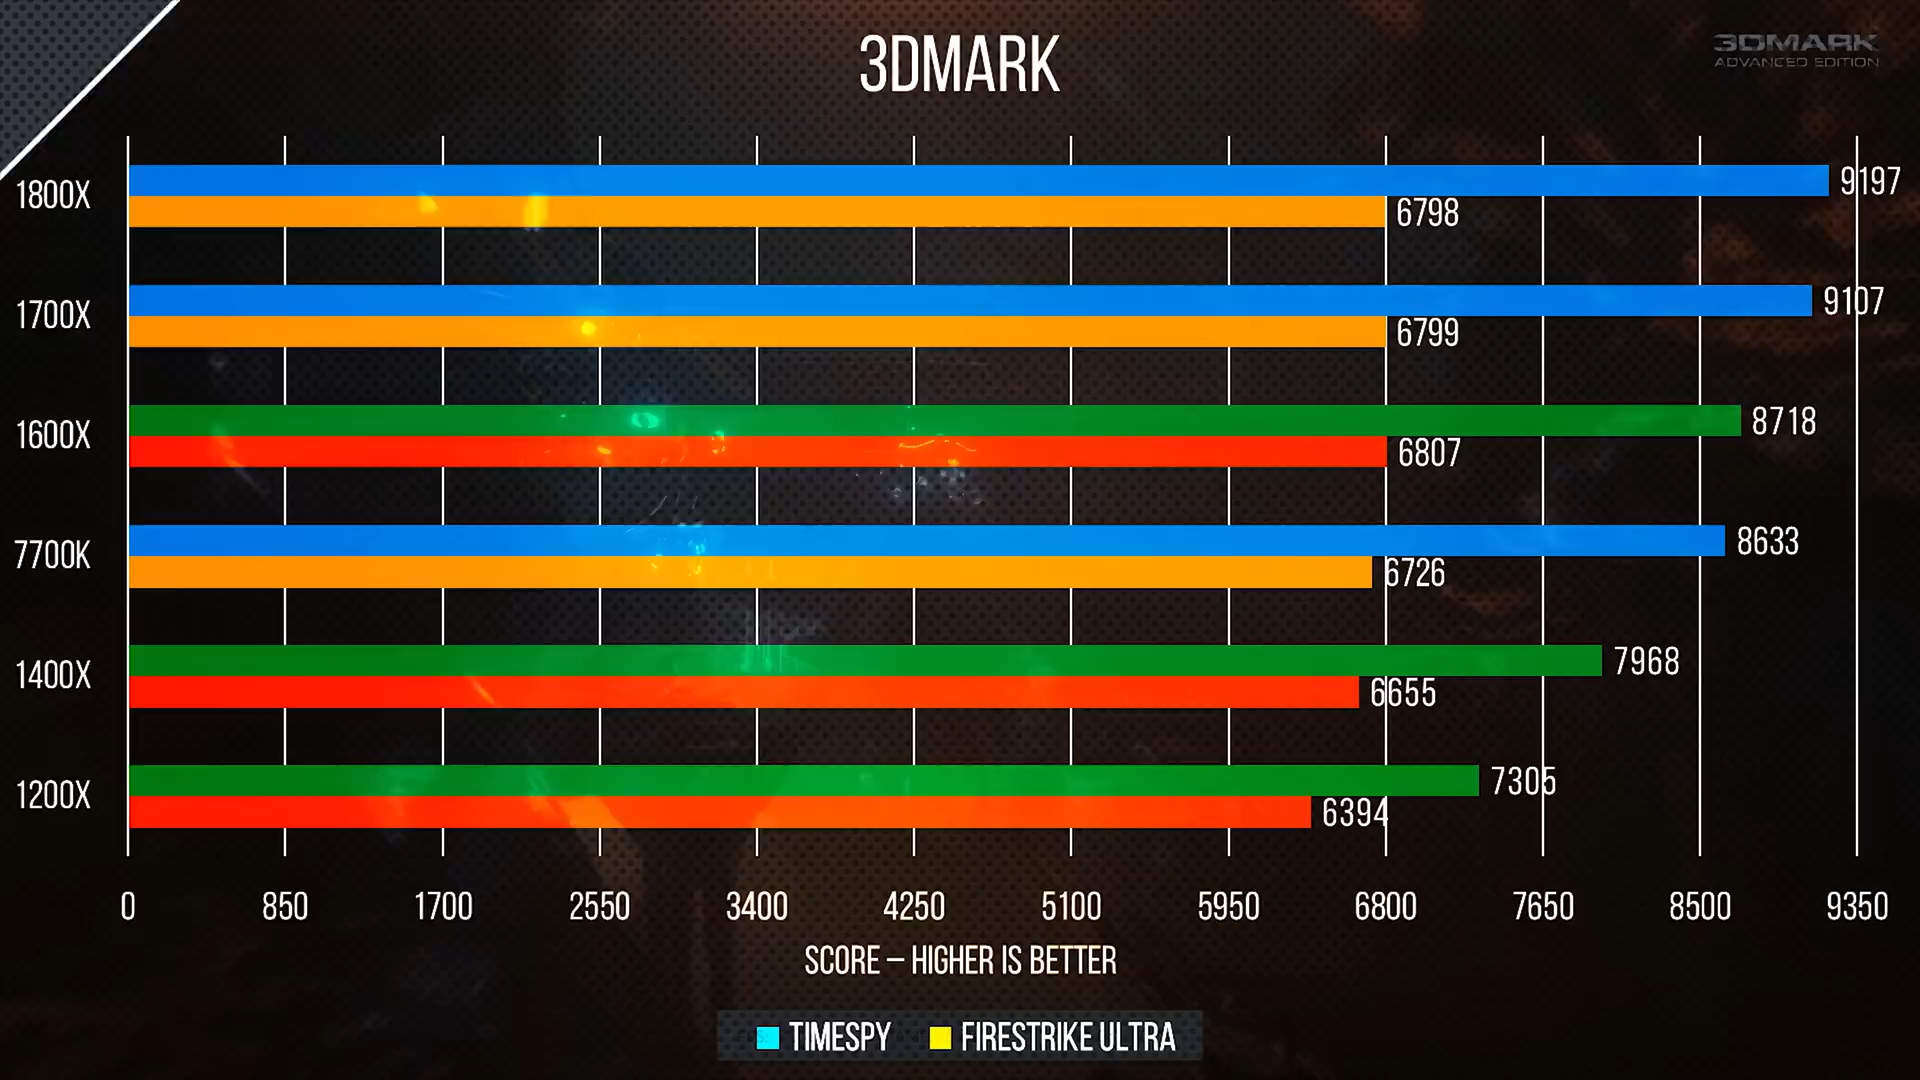 3DMARK
3DMARK
ADVANCED EDITION
1800X
9197
6798
1700X
9107
6799
1600X
8718
6807
7700K
8633
6726
1400X
7968
6655
1200X
7305
6394
0 850 1700 2550 3400 4250 5100 5950 6800 7650 8500 9350
SCORE – HIGHER IS BETTER
TIMESPY FIRESTRIKE ULTRA